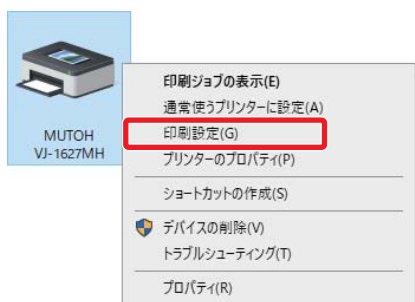 MUTOH
VJ-1627MH
印刷ジョブの表示(E)
通常使うプリンターに設定(A)
印刷設定(G)
プリンターのプロパティ(P)
ショートカットの作成(S)
デバイスの削除(V)
トラブルシューティング(T)
プロパティ(R)